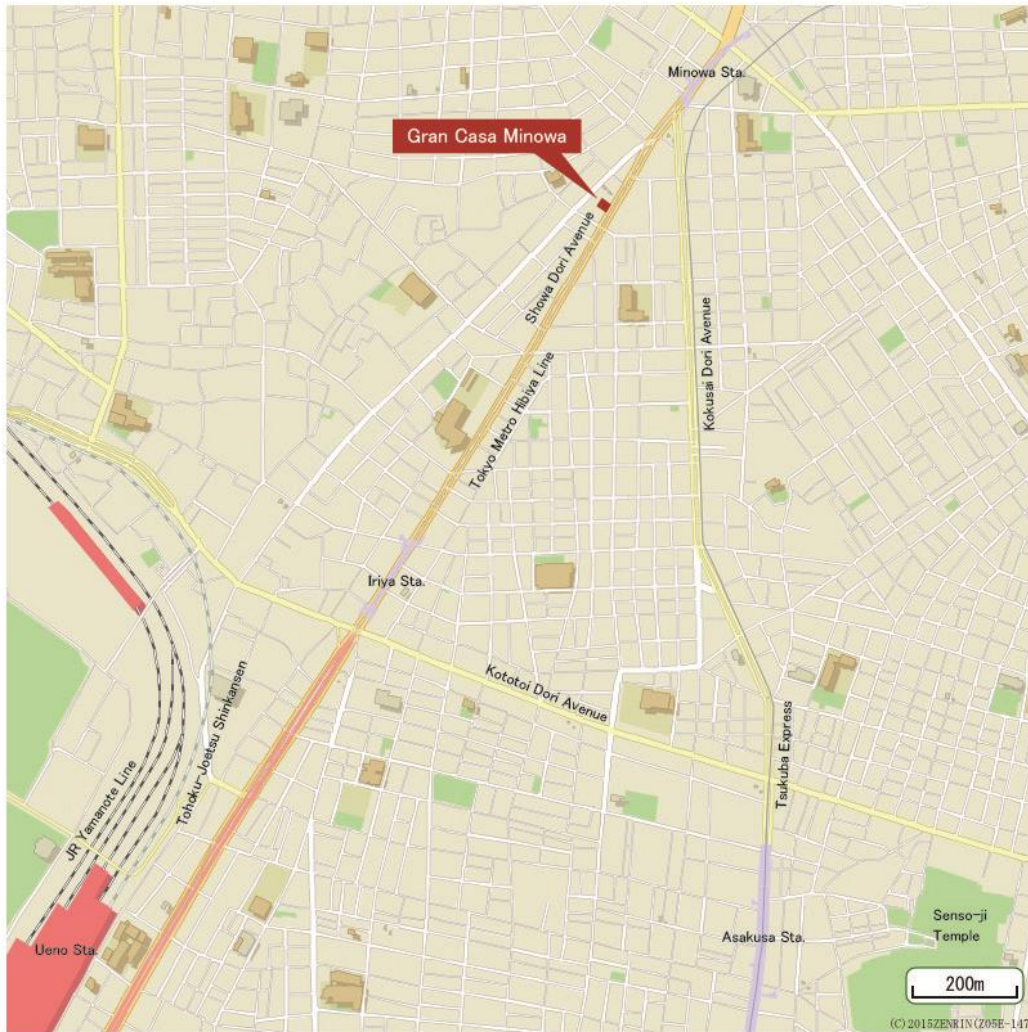 Minowa Sta.
Gran Casa Minowa
Showa Dori Avenue
Kokusai Dori Avenue
Tokyo Metro Hibiya Line
Iriya Sta.
Kototoi Dori Avenue
Tohoku-Joetsu Shinkansen
Tsukuba Express
JR Yamanote Line
Ueno Sta.
Asakusa Sta.
Senso-ji
Temple
200m
(C) 2015ZENRIN(Z05E-147